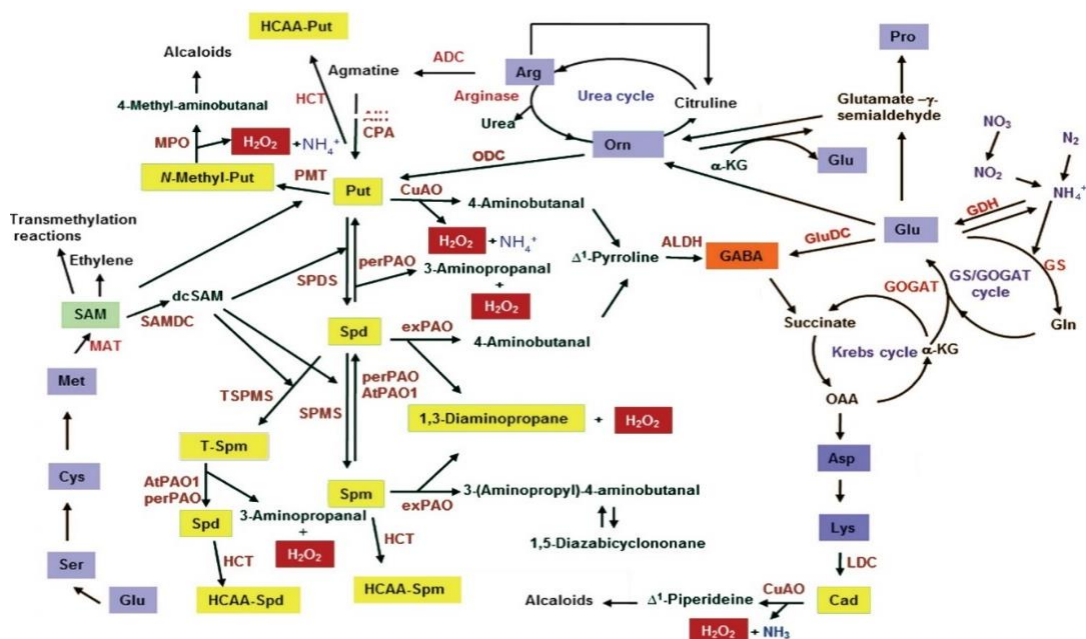 HCAA-Put
Alcaloids
4-Methyl-aminobutanal
MPO
H₂O₂ + NH₄⁺
N-Methyl-Put
PMT
HCT
Agmatine
ADC
CPA
Arg
Arginase
Urea
Urea cycle
Citruline
Orn
ODC
α-KG
Glu
Pro
Glutamate –γ-
semialdehyde
NO₃
NO₂
N₂
NH₄⁺
GDH
Glu
GluDC
GS
GS/GOGAT
cycle
GOGAT
Gln
Put
CuAO
4-Aminobutanal
H₂O₂ + NH₄⁺
Δ¹-Pyrroline
ALDH
GABA
Transmethylation
reactions
Ethylene
SAM
SAMDC
dcSAM
MAT
SPDS
perPAO
3-Aminopropanal
+
H₂O₂
Spd
exPAO
4-Aminobutanal
Succinate
Krebs cycle
α-KG
OAA
Met
TSPMS
SPMS
perPAO
AtPAO1
1,3-Diaminopropane + H₂O₂
T-Spm
Asp
Cys
AtPAO1
perPAO
Spm
exPAO
3-(Aminopropyl)-4-aminobutanal
Lys
Spd
3-Aminopropanal
+
H₂O₂
HCT
1,5-Diazabicyclononane
LDC
Ser
HCT
Glu
HCAA-Spd
HCAA-Spm
Alcaloids
Δ¹-Piperideine
CuAO
Cad
H₂O₂ + NH₃